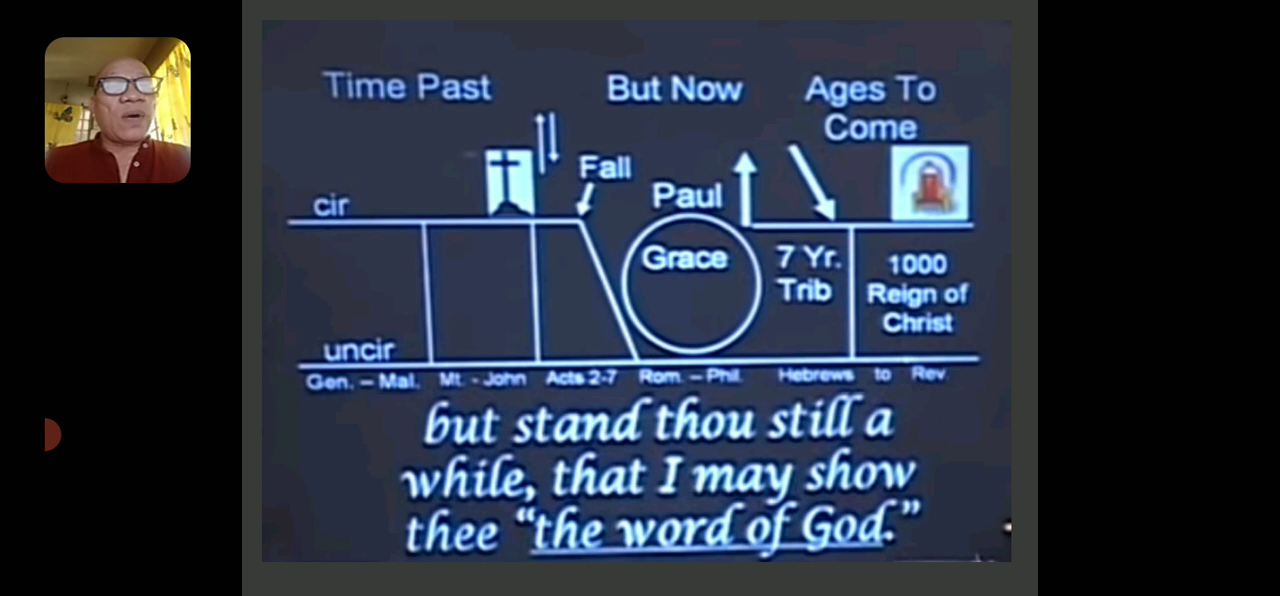 Time Past
But Now
Ages To
Come
Fall
Paul
cir
Grace
7 Yr.
Trib
1000
Reign of
Christ
uncir
Gen. – Mal. Mt. - John Acts 2-7 Rom. – Phil. Hebrews to Rev.
but stand thou still a
while, that I may show
thee “the word of God.”